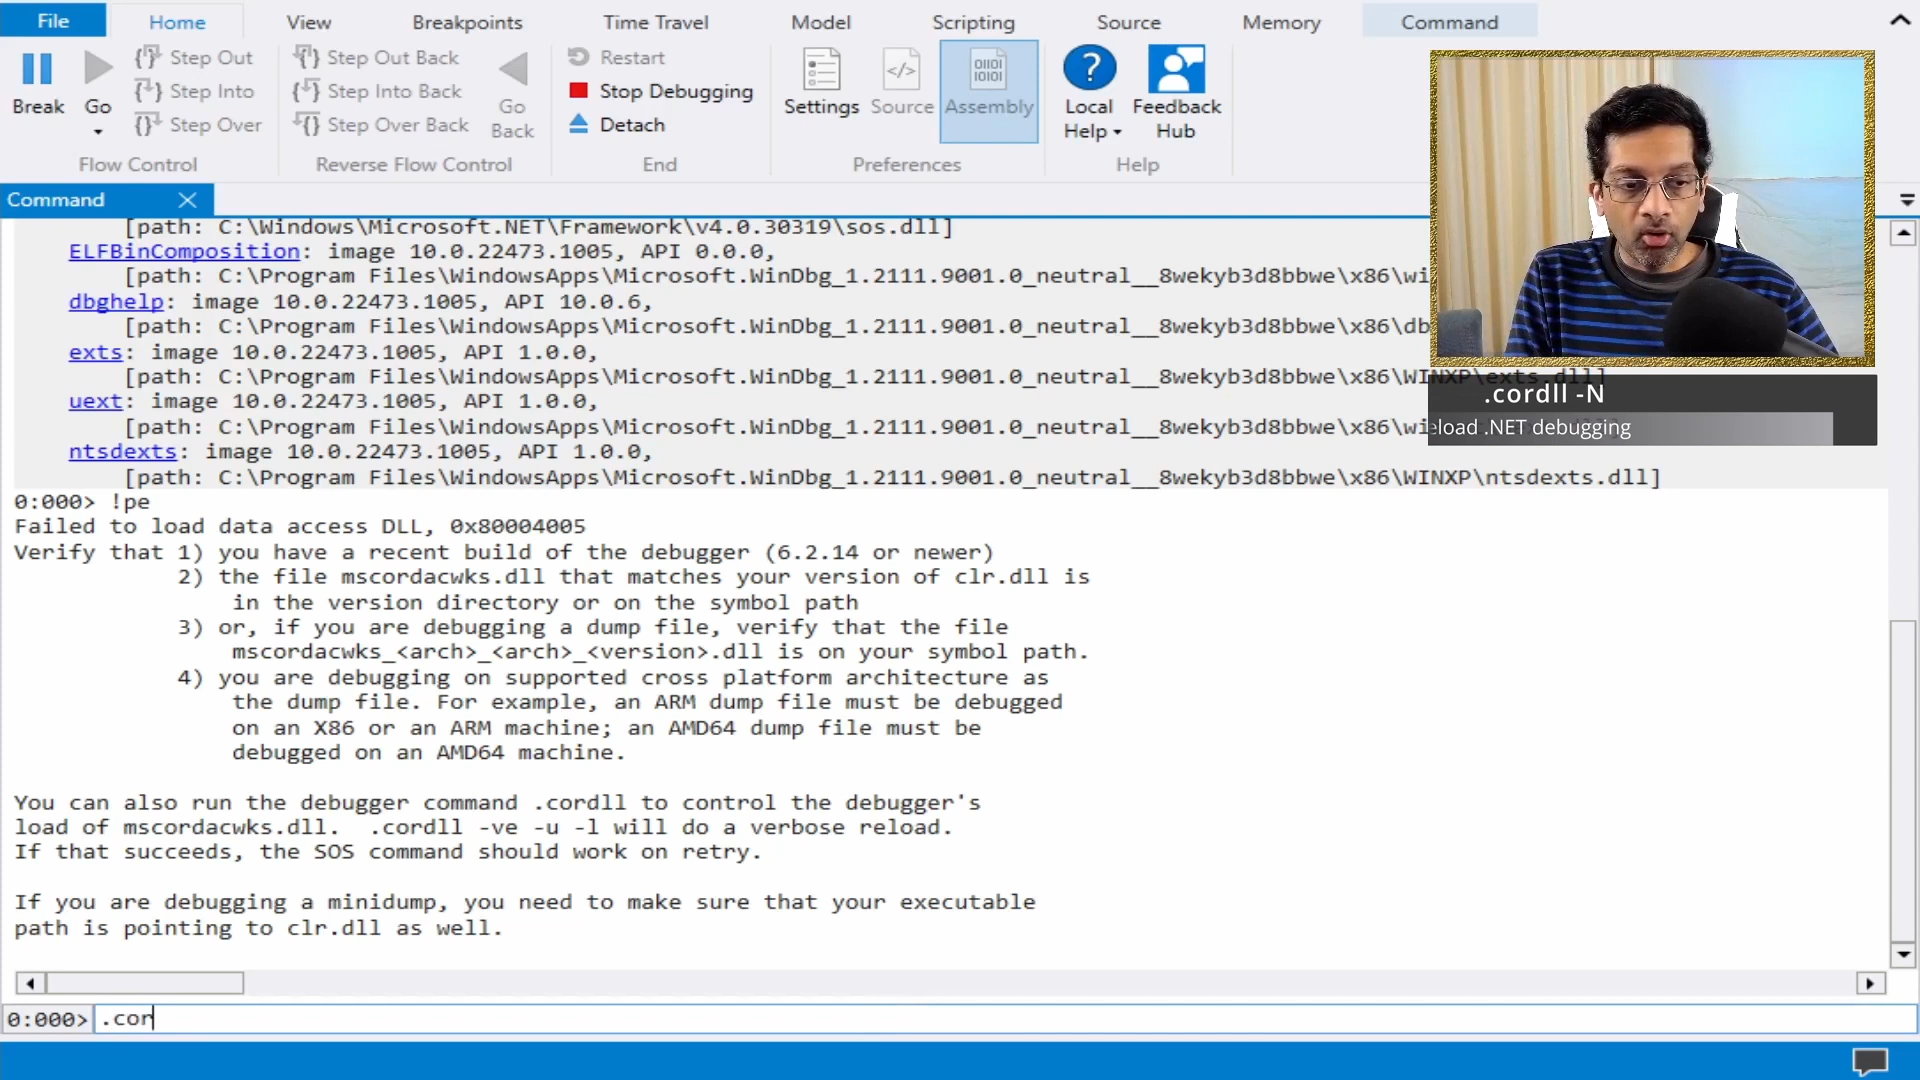 File Home View Breakpoints Time Travel Model Scripting Source Memory Command
Break
Go
Step Out
Step Into
Step Over
Flow Control
Step Out Back
Step Into Back
Step Over Back
Go Back
Reverse Flow Control
Restart
Stop Debugging
Detach
End
Settings
Source
Assembly
Preferences
Local Help
Feedback Hub
Help
Command
[path: C:\Windows\Microsoft.NET\Framework\v4.0.30319\sos.dll]
ELFBinComposition: image 10.0.22473.1005, API 0.0.0,
[path: C:\Program Files\WindowsApps\Microsoft.WinDbg_1.2111.9001.0_neutral__8wekyb3d8bbwe\x86\wi
dbghelp: image 10.0.22473.1005, API 10.0.6,
[path: C:\Program Files\WindowsApps\Microsoft.WinDbg_1.2111.9001.0_neutral__8wekyb3d8bbwe\x86\db
exts: image 10.0.22473.1005, API 1.0.0,
[path: C:\Program Files\WindowsApps\Microsoft.WinDbg_1.2111.9001.0_neutral__8wekyb3d8bbwe\x86\WINXP\exts.dll]
uext: image 10.0.22473.1005, API 1.0.0,
[path: C:\Program Files\WindowsApps\Microsoft.WinDbg_1.2111.9001.0_neutral__8wekyb3d8bbwe\x86\wi
ntsdexts: image 10.0.22473.1005, API 1.0.0,
[path: C:\Program Files\WindowsApps\Microsoft.WinDbg_1.2111.9001.0_neutral__8wekyb3d8bbwe\x86\WINXP\ntsdexts.dll]
.cordll -N
eload .NET debugging
0:000> !pe
Failed to load data access DLL, 0x80004005
Verify that 1) you have a recent build of the debugger (6.2.14 or newer)
2) the file mscordacwks.dll that matches your version of clr.dll is
in the version directory or on the symbol path
3) or, if you are debugging a dump file, verify that the file
mscordacwks_<arch>_<arch>_<version>.dll is on your symbol path.
4) you are debugging on supported cross platform architecture as
the dump file. For example, an ARM dump file must be debugged
on an X86 or an ARM machine; an AMD64 dump file must be
debugged on an AMD64 machine.
You can also run the debugger command .cordll to control the debugger's
load of mscordacwks.dll.  .cordll -ve -u -l will do a verbose reload.
If that succeeds, the SOS command should work on retry.
If you are debugging a minidump, you need to make sure that your executable
path is pointing to clr.dll as well.
0:000> .cor